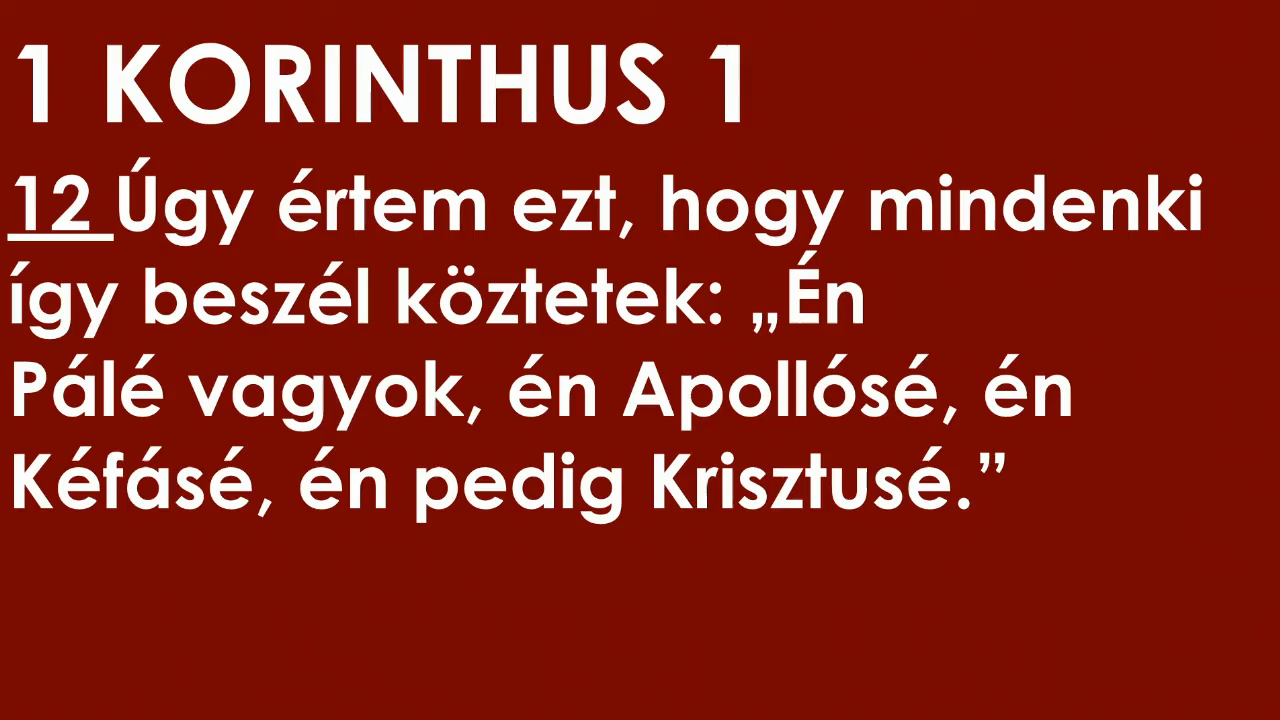 1 KORINTHUS 1
12 Úgy értem ezt, hogy mindenki
így beszél köztetek: „Én
Pálé vagyok, én Apollósé, én
Kéfásé, én pedig Krisztusé.”